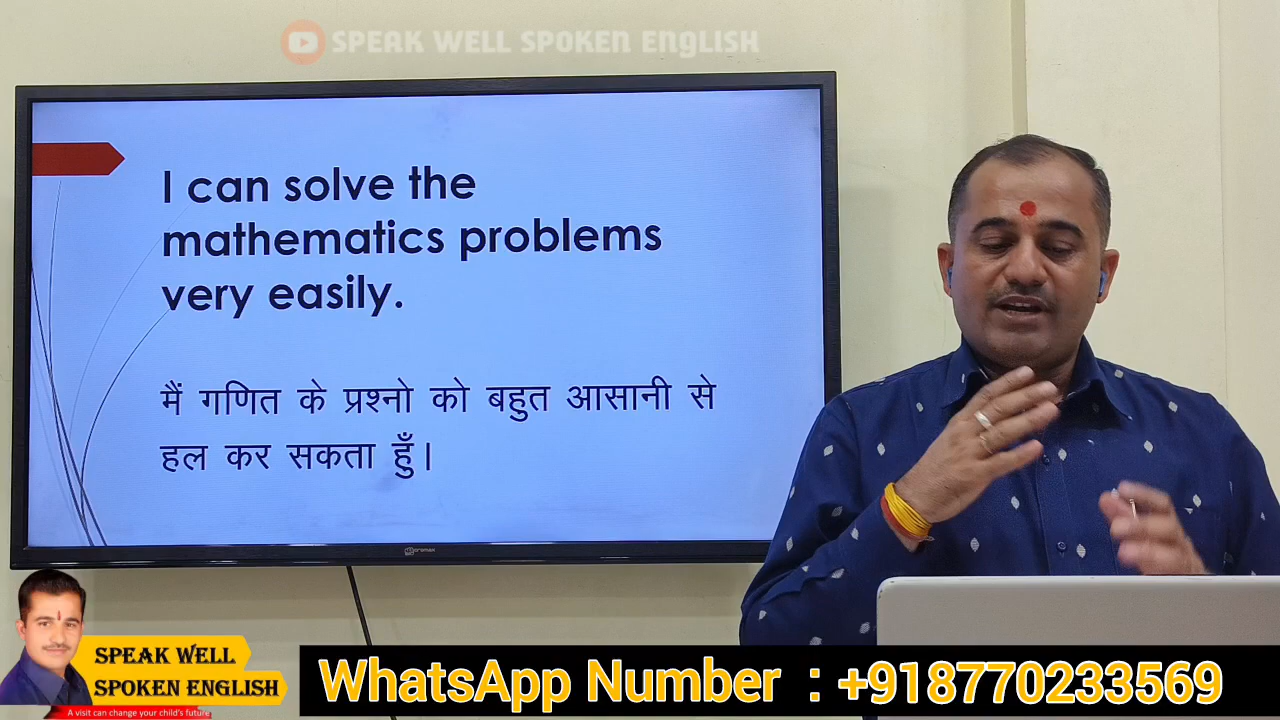 SPEAK WELL SPOKEN ENGLISH
I can solve the
mathematics problems
very easily.
मैं गणित के प्रश्नो को बहुत आसानी से
हल कर सकता हुँ।
SPEAK WELL
SPOKEN ENGLISH
A visit can change your child's future
WhatsApp Number : +918770233569